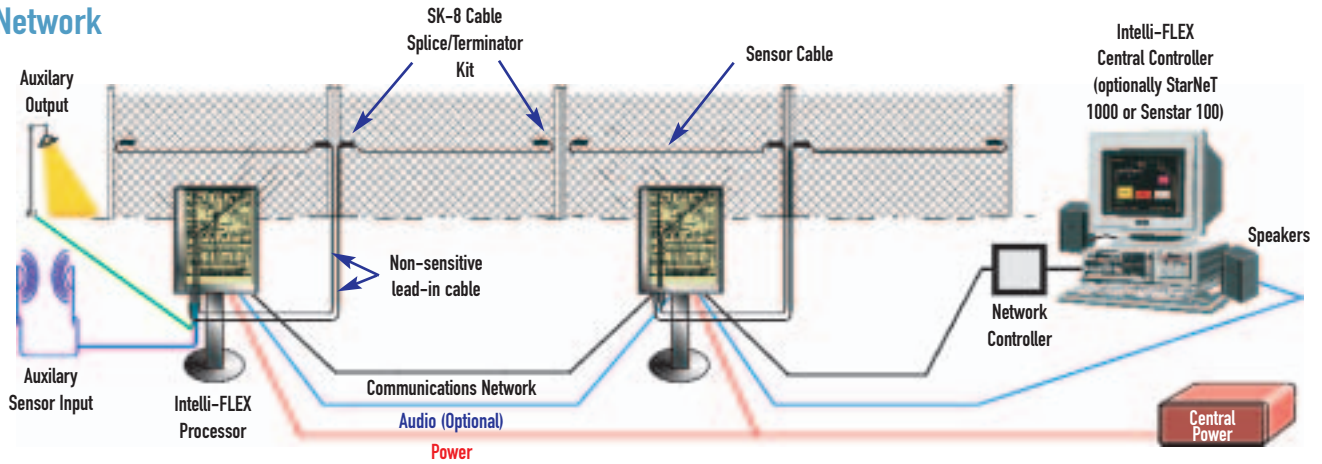 Network
SK-8 Cable
Splice/Terminator
Kit
Sensor Cable
Intelli-FLEX
Central Controller
(optionally StarNeT
1000 or Senstar 100)
Auxilary
Output
Speakers
Non-sensitive
lead-in cable
Network
Controller
Auxilary
Sensor Input
Intelli-FLEX
Processor
Communications Network
Audio (Optional)
Power
Central
Power